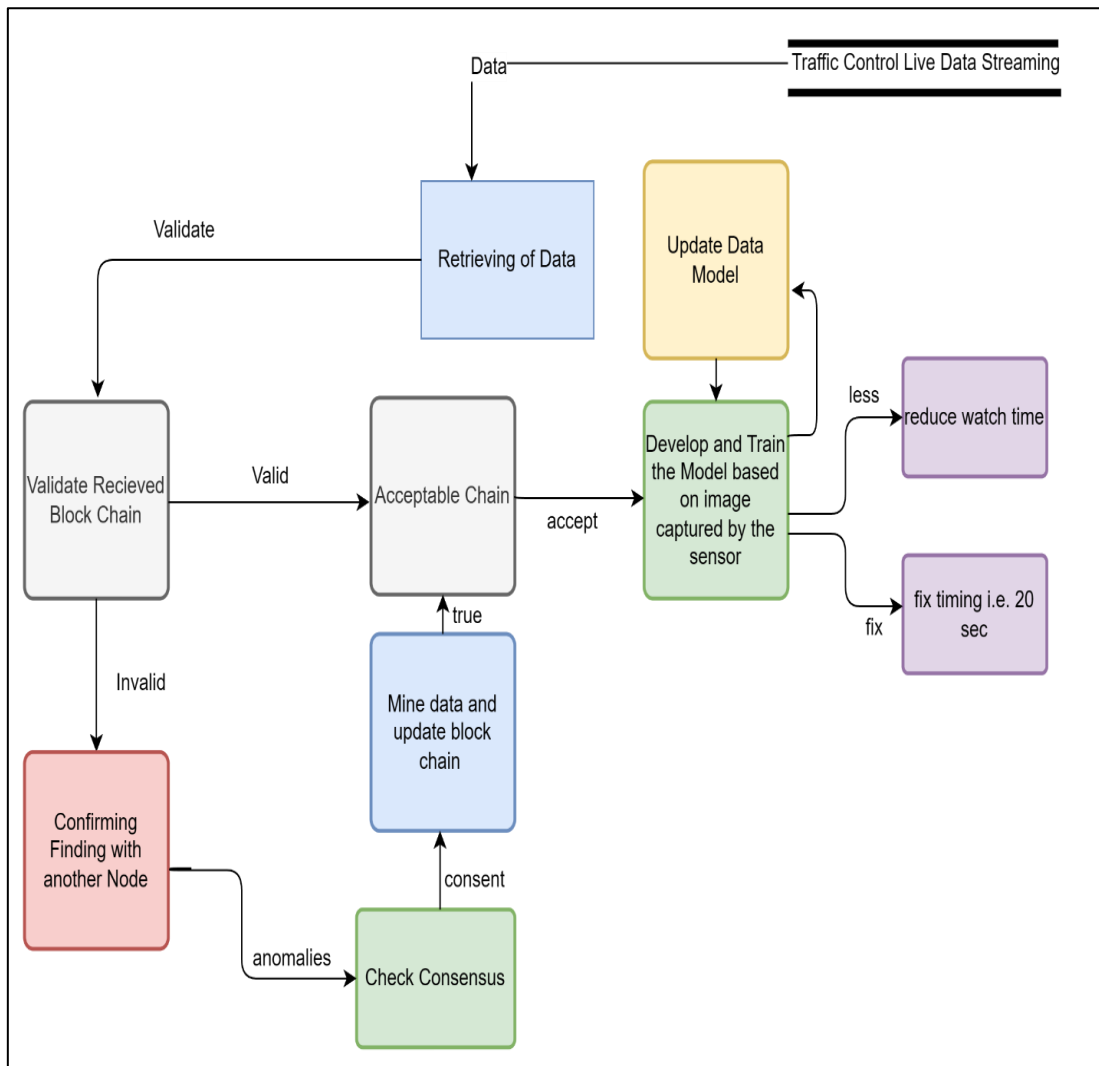 Traffic Control Live Data Streaming
Data
Retrieving of Data
Validate
Update Data
Model
Validate Recieved
Block Chain
Valid
Acceptable Chain
accept
Develop and Train
the Model based
on image
captured by the
sensor
less
reduce watch time
fix
fix timing i.e. 20
sec
true
Mine data and
update block
chain
Invalid
Confirming
Finding with
another Node
anomalies
consent
Check Consensus